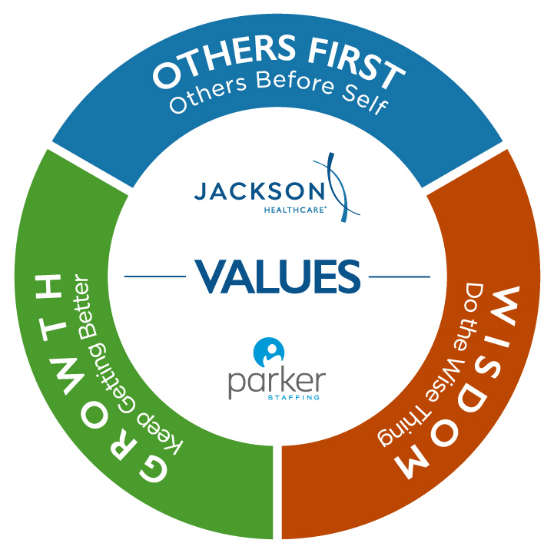 OTHERS FIRST
Others Before Self
JACKSON
HEALTHCARE®
VALUES
parker
STAFFING
GROWTH
Keep Getting Better
WISDOM
Do the Wise Thing